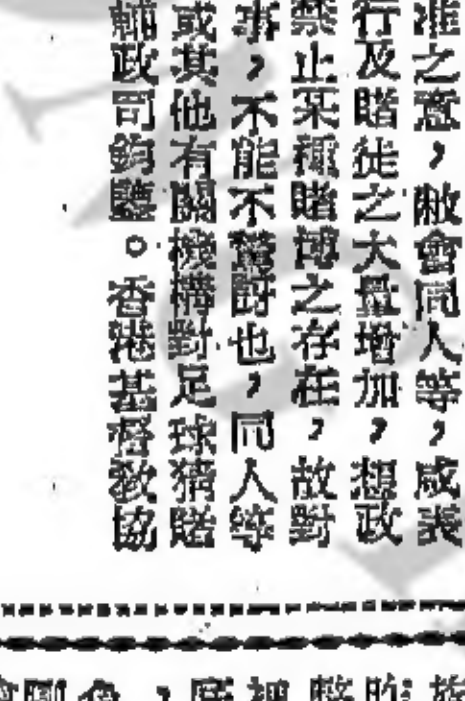 准之意，敝會同人等，咸表
行及賭徒之大量增加，想政
禁止某種賭博之存在，故對
事，不能不驚訝也，同人等
或其他有關機構對足球猜賭
輔政司鈞鑒。香港基督教協